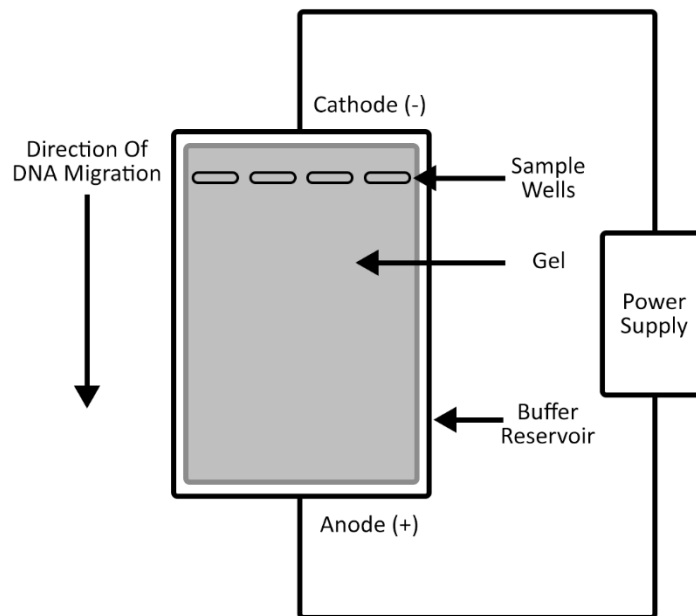 Cathode (-)
Direction Of
DNA Migration
Sample
Wells
Gel
Power
Supply
Buffer
Reservoir
Anode (+)